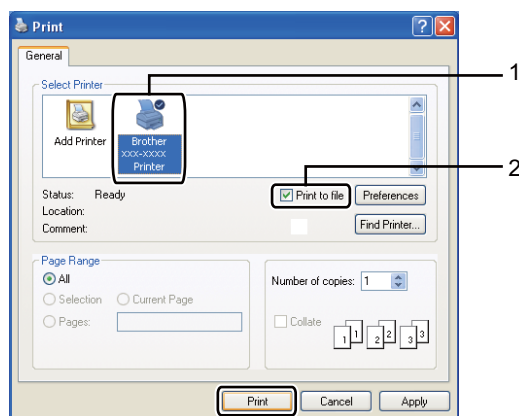 Print
General
1
Select Printer
Add Printer
Brother
xxx-xxxx
Printer
2
Status: Ready
Print to file
Preferences
Location:
Comment:
Find Printer...
Page Range
All
Number of copies: 1
Selection
Current Page
Pages:
Collate
1 1 2 2 3 3
Print
Cancel
Apply